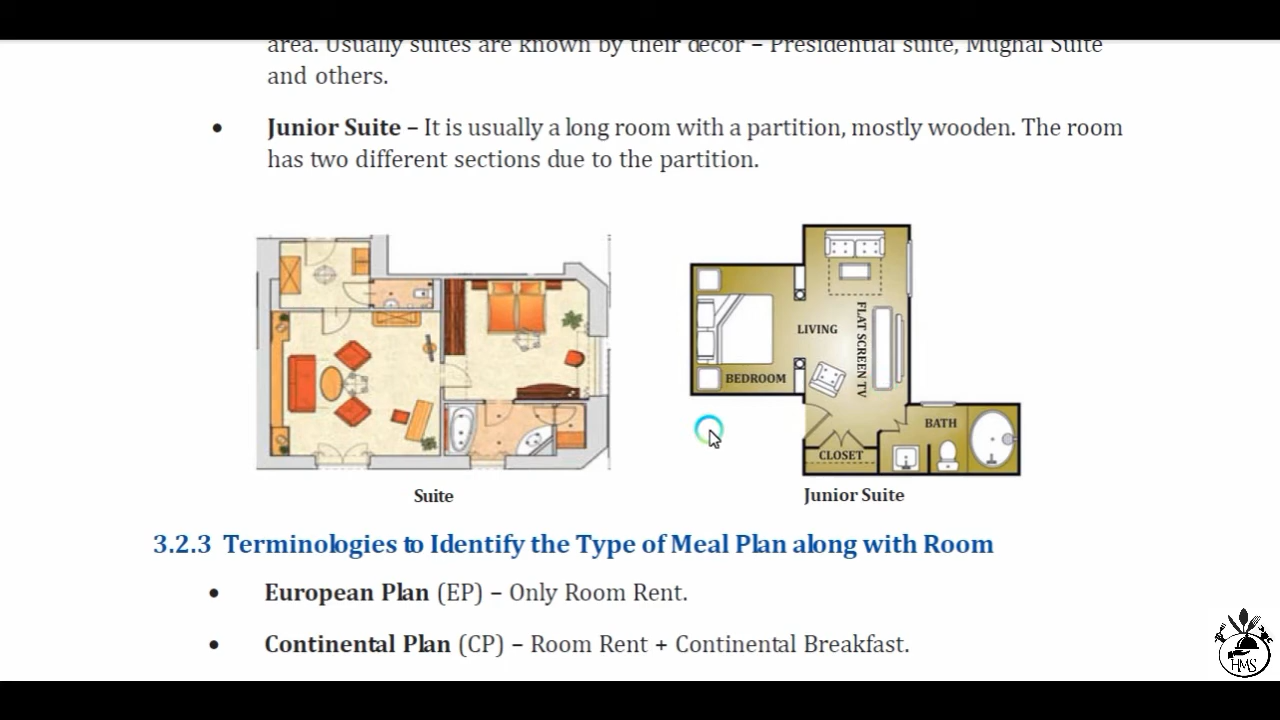 area. Usually suites are known by their decor – Presidential suite, Mughal Suite
and others.
• Junior Suite – It is usually a long room with a partition, mostly wooden. The room
has two different sections due to the partition.
LIVING
FLAT SCREEN TV
BEDROOM
BATH
CLOSET
Suite
Junior Suite
3.2.3 Terminologies to Identify the Type of Meal Plan along with Room
• European Plan (EP) – Only Room Rent.
• Continental Plan (CP) – Room Rent + Continental Breakfast.
HMS